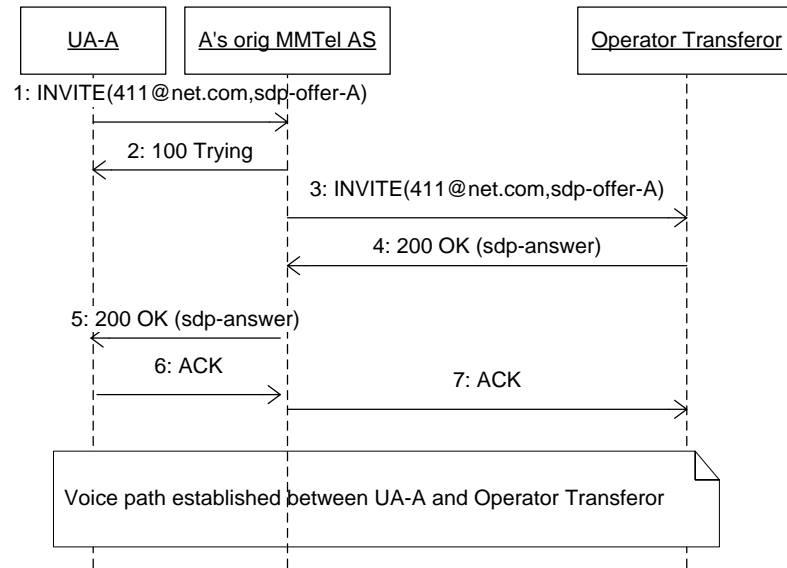 UA-A
A's orig MMTel AS
Operator Transferor
1: INVITE(411@net.com,sdp-offer-A)
2: 100 Trying
3: INVITE(411@net.com,sdp-offer-A)
4: 200 OK (sdp-answer)
5: 200 OK (sdp-answer)
6: ACK
7: ACK
Voice path established between UA-A and Operator Transferor